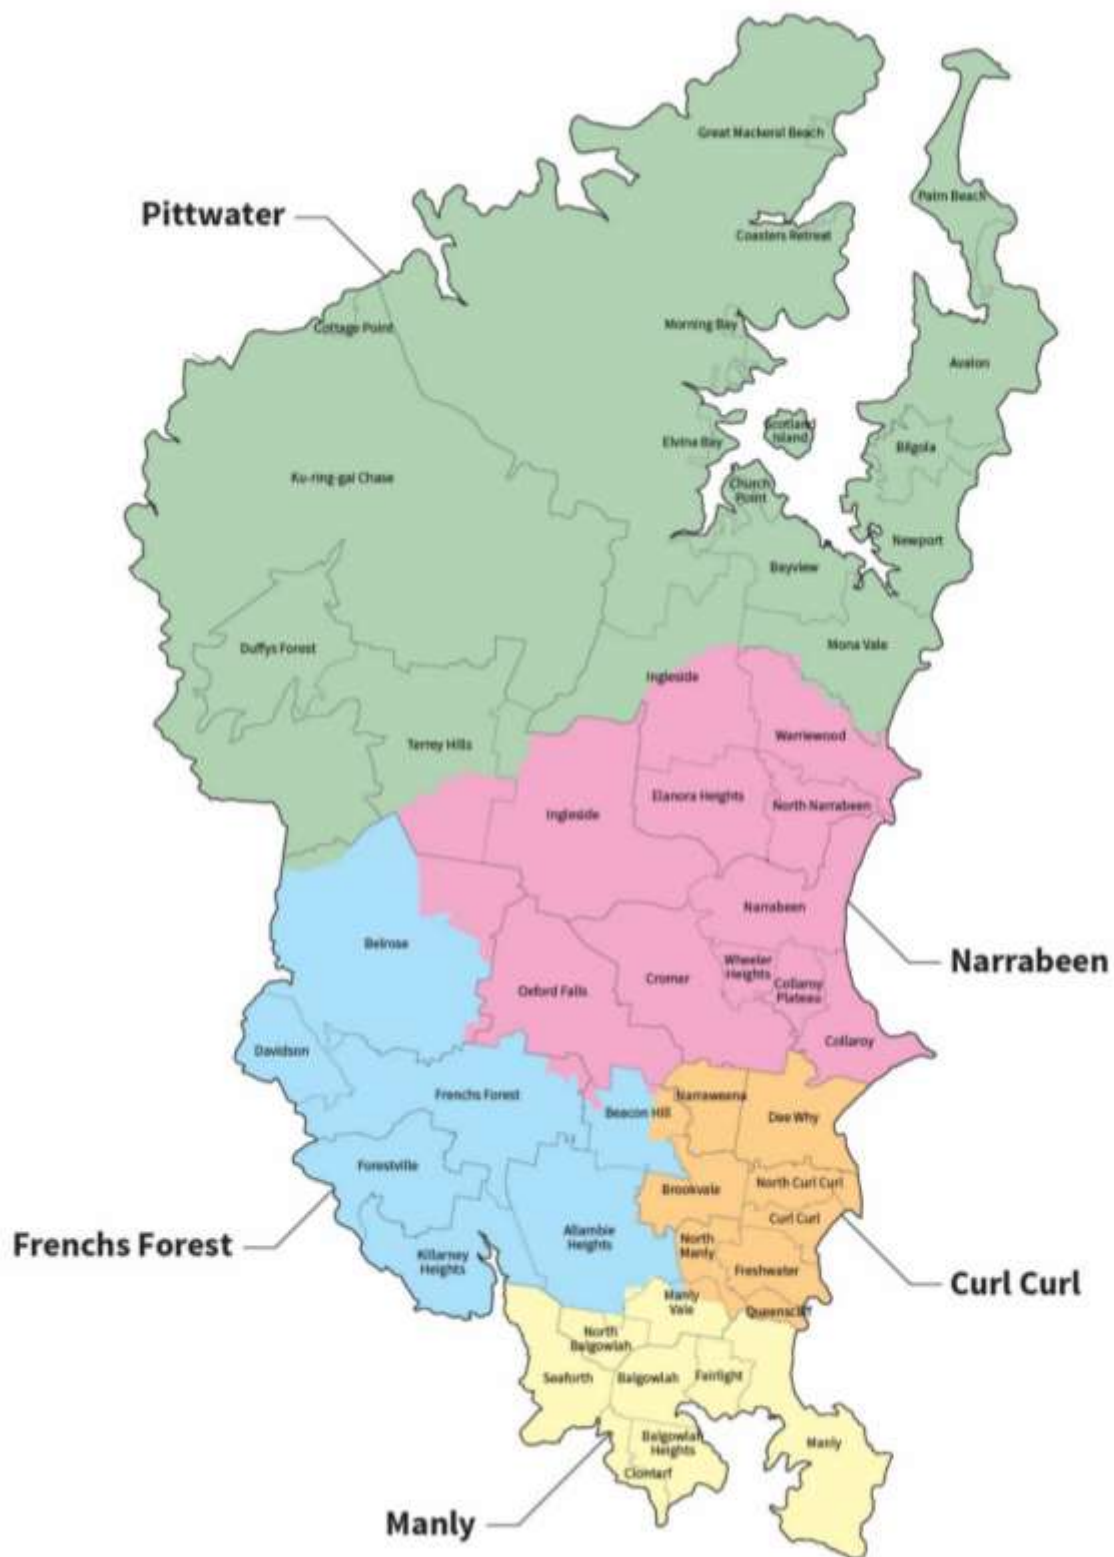 Great Mackeral Beach
Palm Beach
Pittwater
Coasters Retreat
Cottage Point
Morning Bay
Avalon
Scotland
Island
Elvina Bay
Bilgola
Ku-ring-gai Chase
Church
Point
Newport
Bayview
Duffys Forest
Mona Vale
Ingleside
Warriewood
Terrey Hills
Elanora Heights
North Narrabeen
Ingleside
Narrabeen
Belrose
Narrabeen
Wheeler
Heights
Cromer
Collaroy
Plateau
Oxford Falls
Collaroy
Davidson
Frenchs Forest
Narraweena
Beacon Hill
Dee Why
Forestville
Brookvale
North Curl Curl
Curl Curl
Allambie
Heights
North
Manly
Frenchs Forest
Killarney
Heights
Freshwater
Curl Curl
Manly
Vale
Queenscliff
North
Balgowlah
Seaforth
Balgowlah
Fairlight
Balgowlah
Heights
Manly
Clontarf
Manly